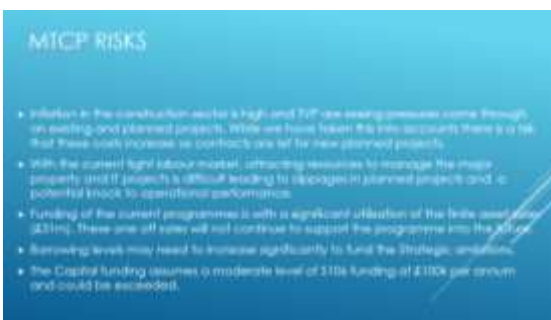 MTCP RISKS
Inflation in the construction sector is high and TVP are seeing pressures come through
on existing and planned projects. While we have taken this into accounts there is a risk
that these costs increase as contracts are let for new planned projects.
With the current tight labour market, attracting resources to manage the major
property and IT projects is difficult leading to slippages in planned projects and a
potential knock to operational performance.
Funding of the current programmes is with a significant utilisation of the finite asset
(£31m). These one off sales will not continue to support the programme into the future.
Borrowing levels may need to increase significantly to fund the Strategic ambitions.
The Capital funding assumes a moderate level of S106 funding of £100k per annum
and could be exceeded.